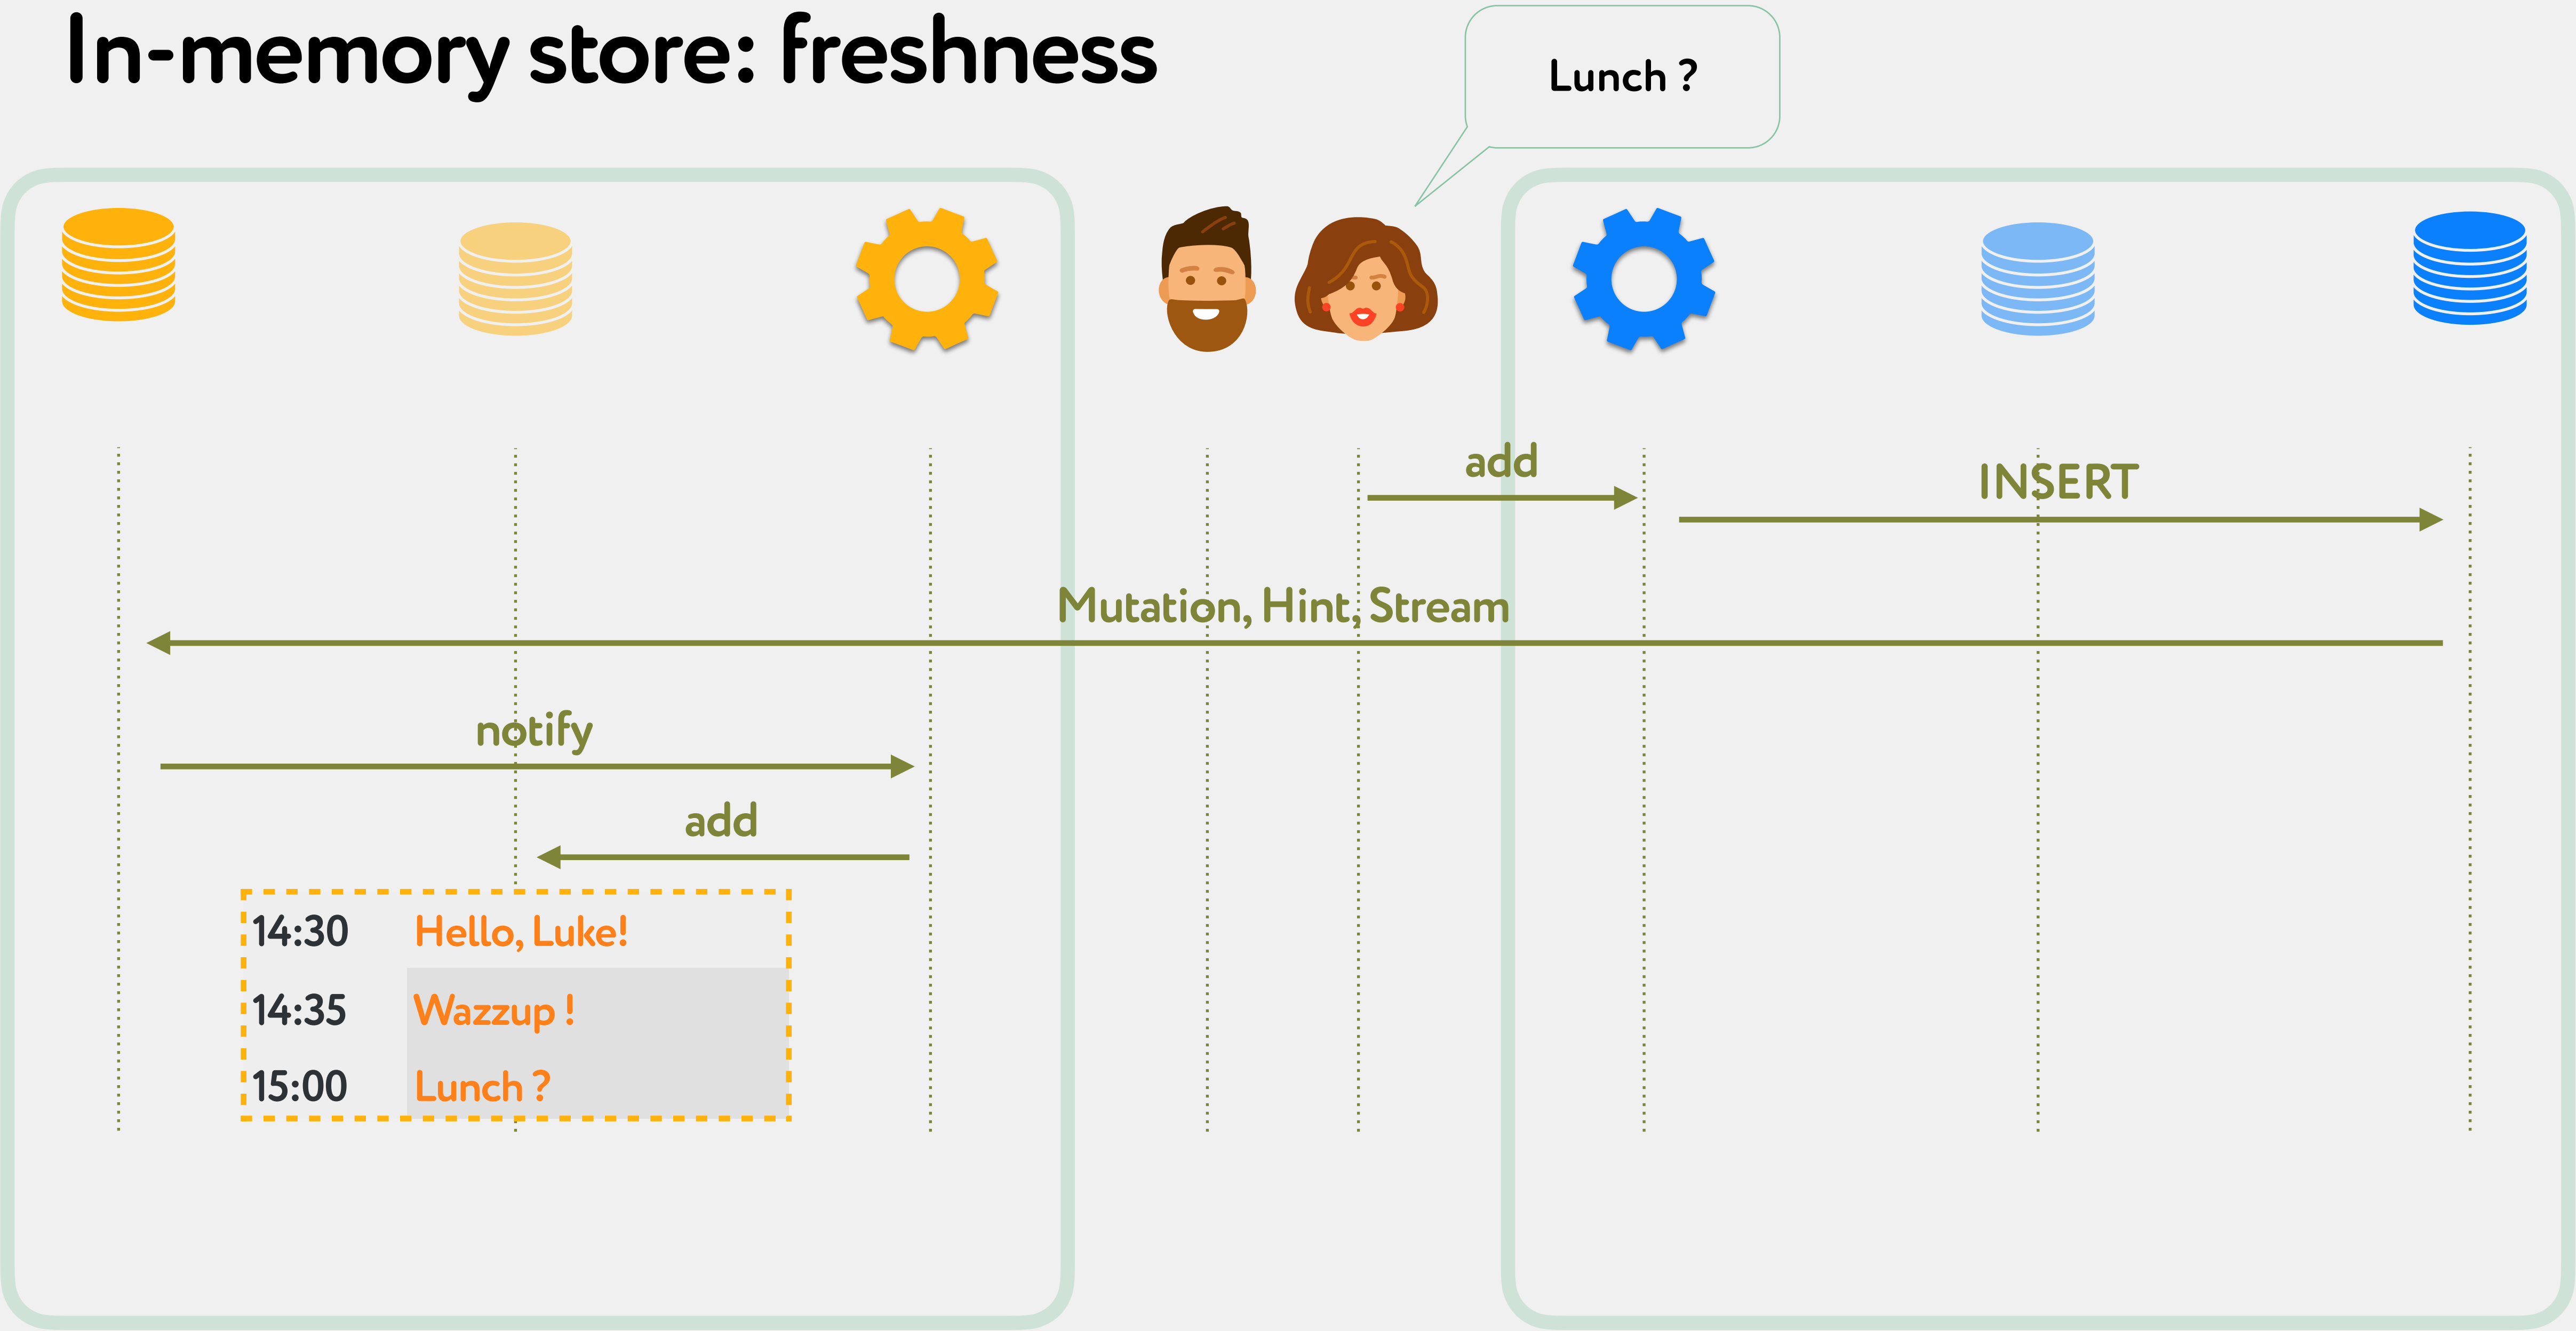 In-memory store: freshness
Lunch ?
add
INSERT
Mutation, Hint, Stream
notify
add
14:30 Hello, Luke!
14:35 Wazzup !
15:00 Lunch ?